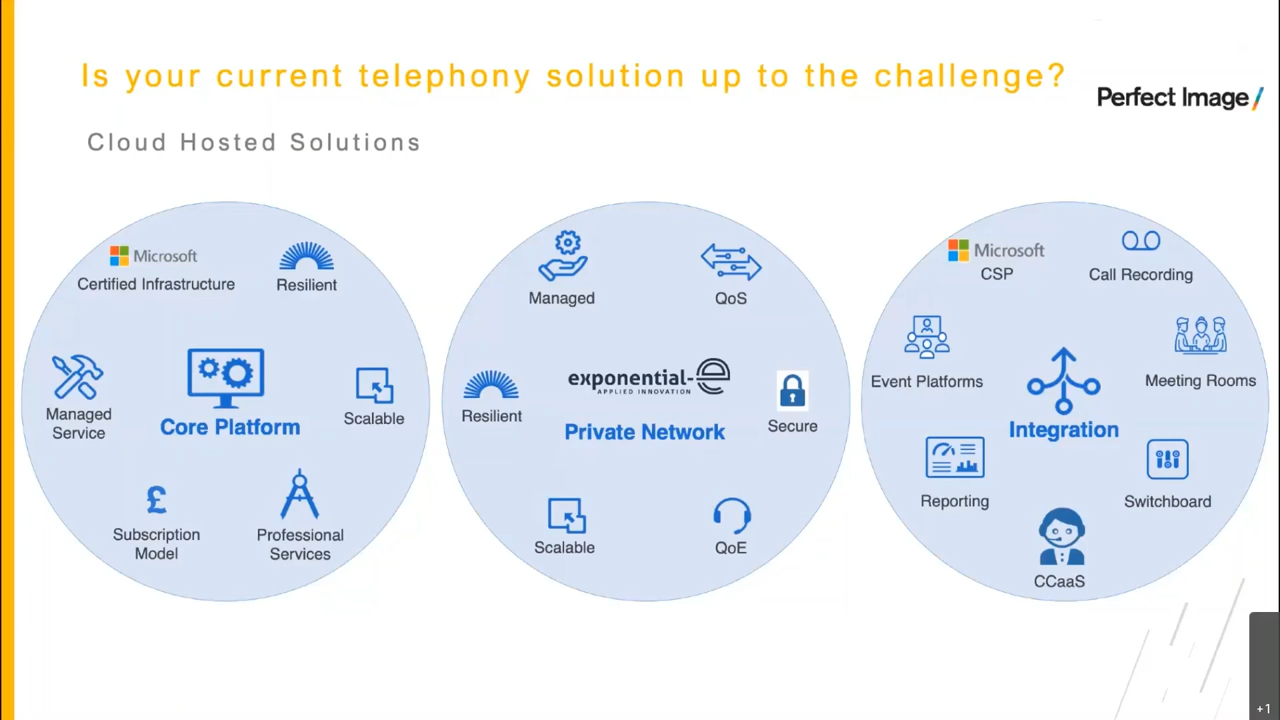 Is your current telephony solution up to the challenge?
Perfect Image/
Cloud Hosted Solutions
Microsoft
Certified Infrastructure
Resilient
Managed
Service
Core Platform
Scalable
£
Subscription
Model
Professional
Services
Managed
QoS
Resilient
exponential-e
APPLIED INNOVATION
Private Network
Secure
Scalable
QoE
Microsoft
CSP
Call Recording
Event Platforms
Meeting Rooms
Integration
Reporting
Switchboard
CCaaS
+1